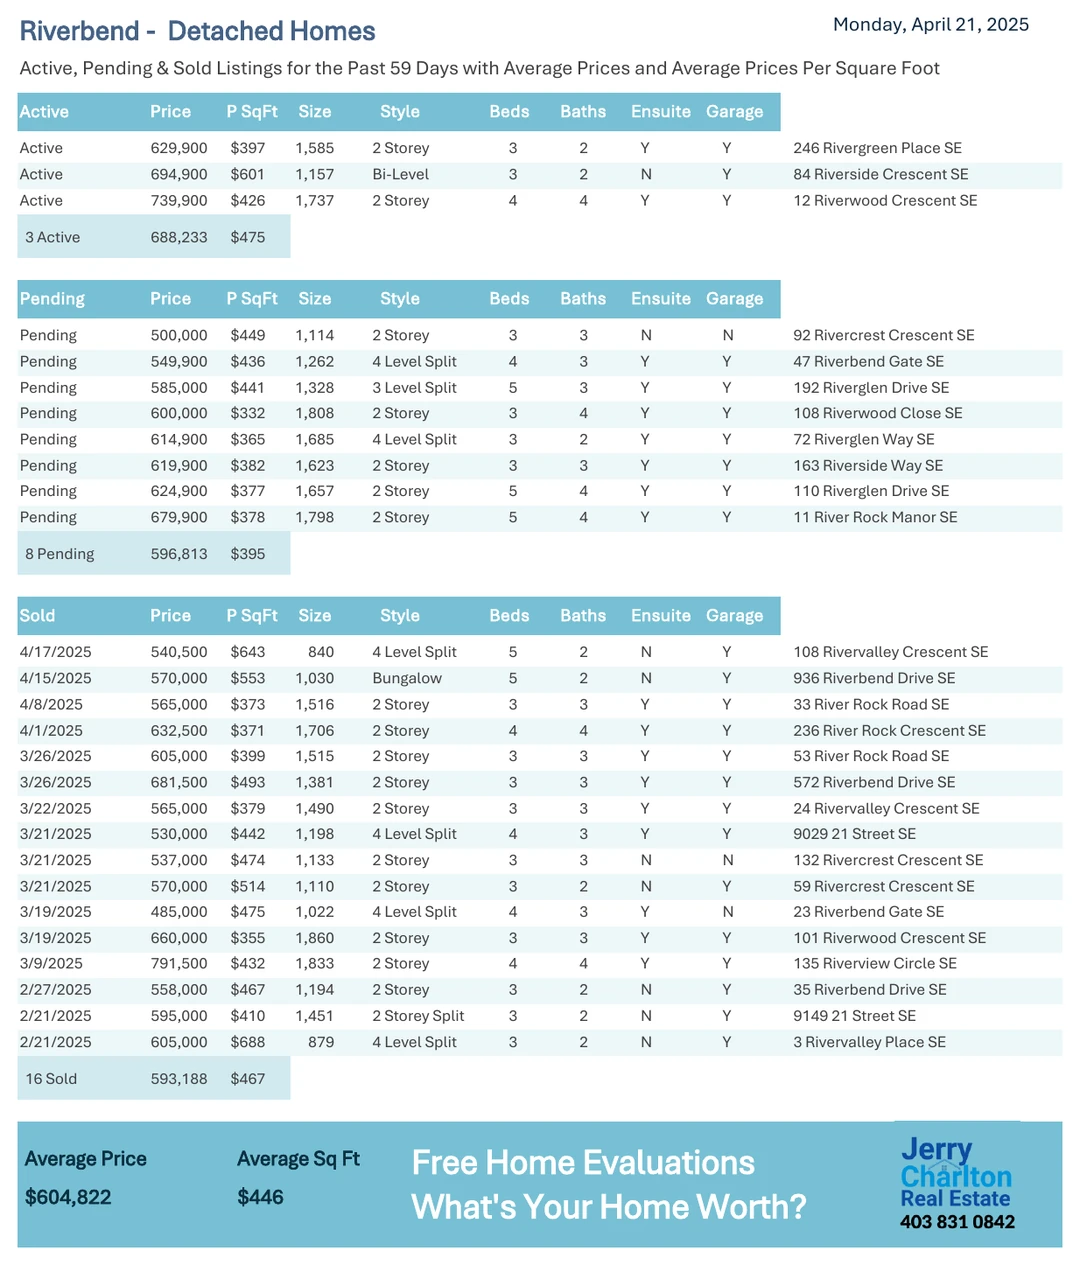 Riverbend - Detached Homes
Monday, April 21, 2025
Active, Pending & Sold Listings for the Past 59 Days with Average Prices and Average Prices Per Square Foot
Active Price P SqFt Size Style Beds Baths Ensuite Garage
Active 629,900 $397 1,585 2 Storey 3 2 Y Y 246 Rivergreen Place SE
Active 694,900 $601 1,157 Bi-Level 3 2 N Y 84 Riverside Crescent SE
Active 739,900 $426 1,737 2 Storey 4 4 Y Y 12 Riverwood Crescent SE
3 Active 688,233 $475
Pending Price P SqFt Size Style Beds Baths Ensuite Garage
Pending 500,000 $449 1,114 2 Storey 3 3 N N 92 Rivercrest Crescent SE
Pending 549,900 $436 1,262 4 Level Split 4 3 Y Y 47 Riverbend Gate SE
Pending 585,000 $441 1,328 3 Level Split 5 3 Y Y 192 Riverglen Drive SE
Pending 600,000 $332 1,808 2 Storey 3 4 Y Y 108 Riverwood Close SE
Pending 614,900 $365 1,685 4 Level Split 3 2 Y Y 72 Riverglen Way SE
Pending 619,900 $382 1,623 2 Storey 3 3 Y Y 163 Riverside Way SE
Pending 624,900 $377 1,657 2 Storey 5 4 Y Y 110 Riverglen Drive SE
Pending 679,900 $378 1,798 2 Storey 5 4 Y Y 11 River Rock Manor SE
8 Pending 596,813 $395
Sold Price P SqFt Size Style Beds Baths Ensuite Garage
4/17/2025 540,500 $643 840 4 Level Split 5 2 N Y 108 Rivervalley Crescent SE
4/15/2025 570,000 $553 1,030 Bungalow 5 2 N Y 936 Riverbend Drive SE
4/8/2025 565,000 $373 1,516 2 Storey 3 3 Y Y 33 River Rock Road SE
4/1/2025 632,500 $371 1,706 2 Storey 4 4 Y Y 236 River Rock Crescent SE
3/26/2025 605,000 $399 1,515 2 Storey 3 3 Y Y 53 River Rock Road SE
3/26/2025 681,500 $493 1,381 2 Storey 3 3 Y Y 572 Riverbend Drive SE
3/22/2025 565,000 $379 1,490 2 Storey 3 3 Y Y 24 Rivervalley Crescent SE
3/21/2025 530,000 $442 1,198 4 Level Split 4 3 Y Y 9029 21 Street SE
3/21/2025 537,000 $474 1,133 2 Storey 3 3 N N 132 Rivercrest Crescent SE
3/21/2025 570,000 $514 1,110 2 Storey 3 2 N Y 59 Rivercrest Crescent SE
3/19/2025 485,000 $475 1,022 4 Level Split 4 3 Y N 23 Riverbend Gate SE
3/19/2025 660,000 $355 1,860 2 Storey 3 3 Y Y 101 Riverwood Crescent SE
3/9/2025 791,500 $432 1,833 2 Storey 4 4 Y Y 135 Riverview Circle SE
2/27/2025 558,000 $467 1,194 2 Storey 3 2 N Y 35 Riverbend Drive SE
2/21/2025 595,000 $410 1,451 2 Storey Split 3 2 N Y 9149 21 Street SE
2/21/2025 605,000 $688 879 4 Level Split 3 2 N Y 3 Rivervalley Place SE
16 Sold 593,188 $467
Average Price Average Sq Ft
$604,822 $446
Free Home Evaluations
What's Your Home Worth?
Jerry
Charlton
Real Estate
403 831 0842